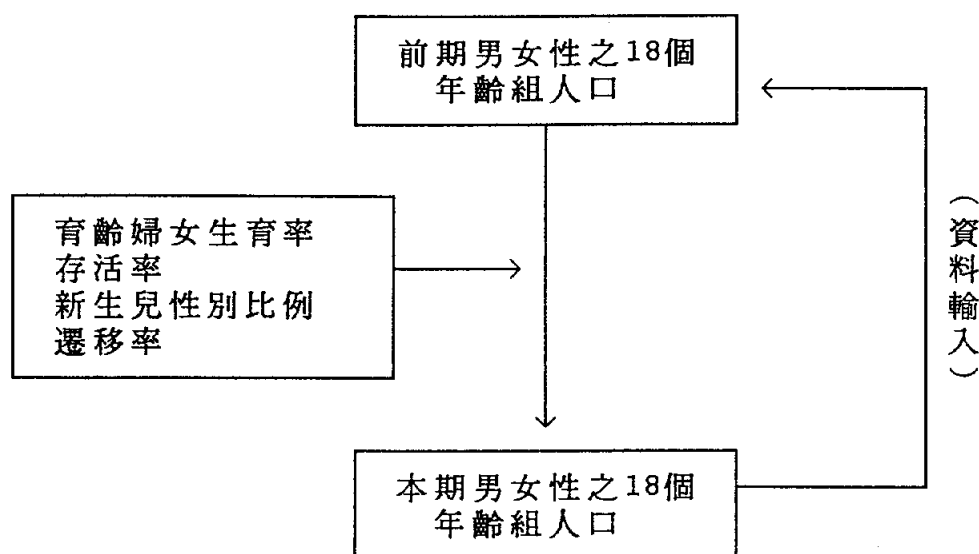 前期男女性之18個
年齡組人口
育齡婦女生育率
存活率
新生兒性別比例
遷移率
（資料輸入）
本期男女性之18個
年齡組人口